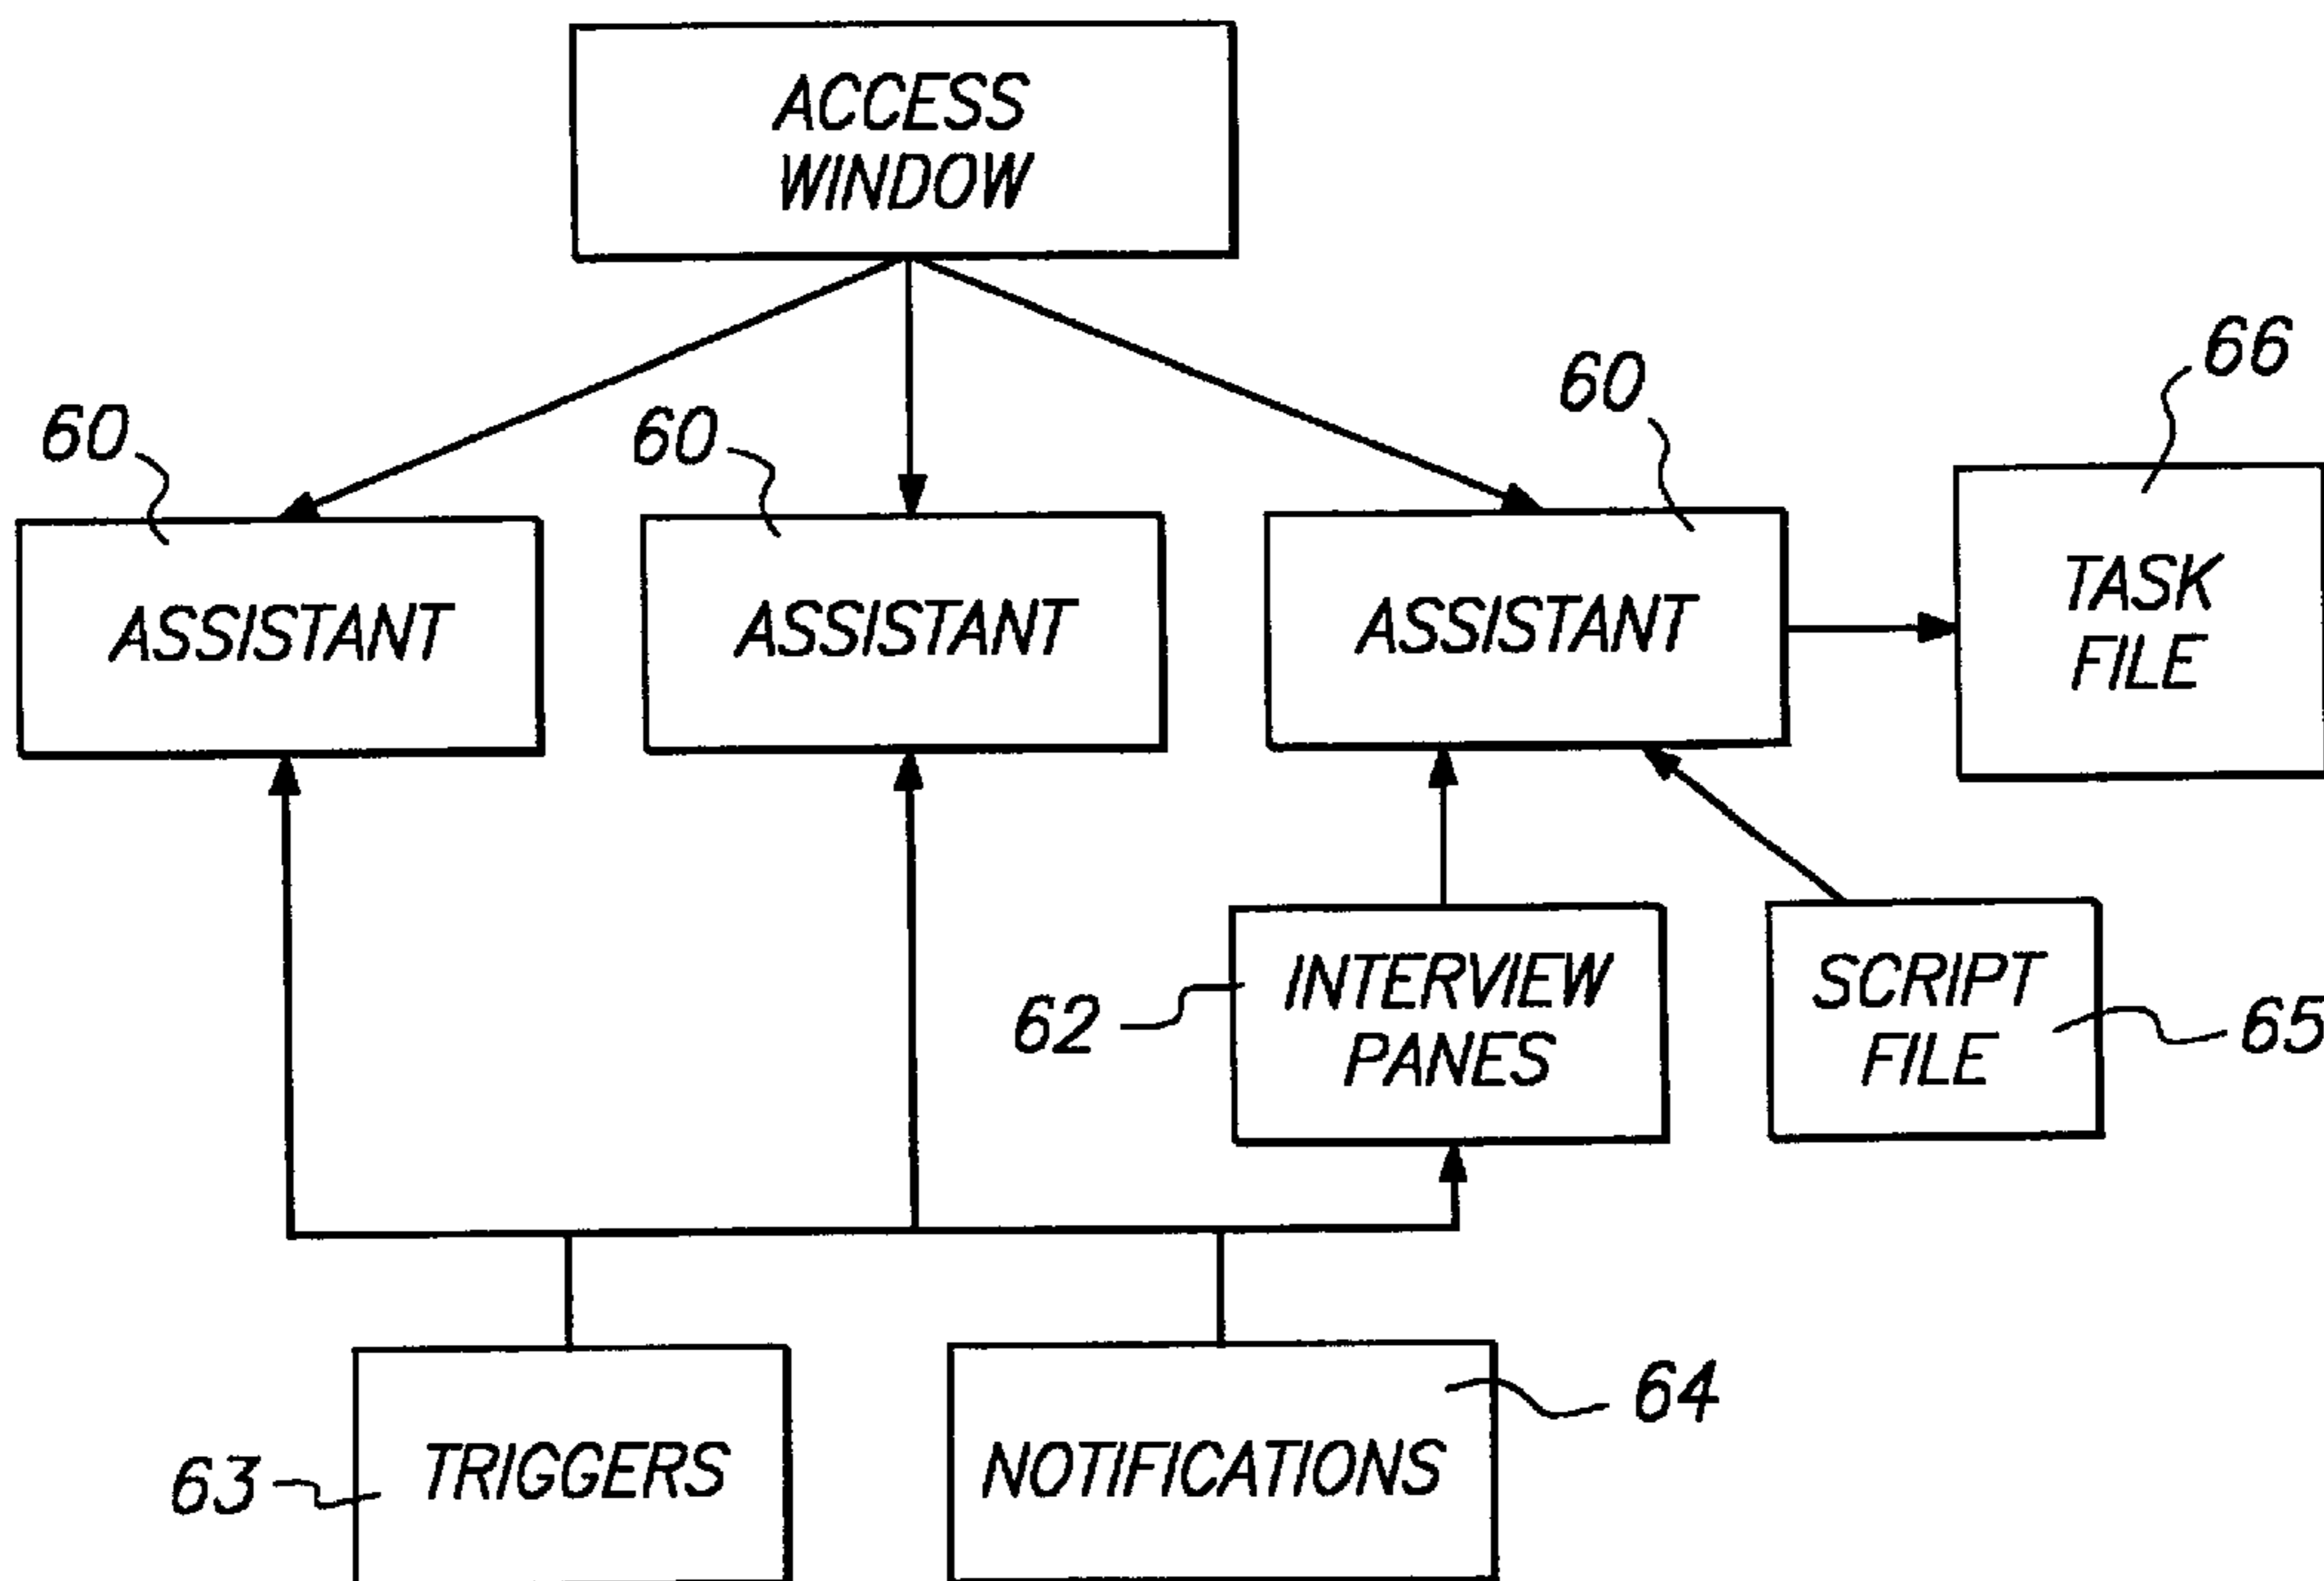 ACCESS
WINDOW
66
60
60
60
ASSISTANT
ASSISTANT
ASSISTANT
TASK
FILE
62
INTERVIEW
PANES
SCRIPT
FILE
65
63
TRIGGERS
NOTIFICATIONS
64